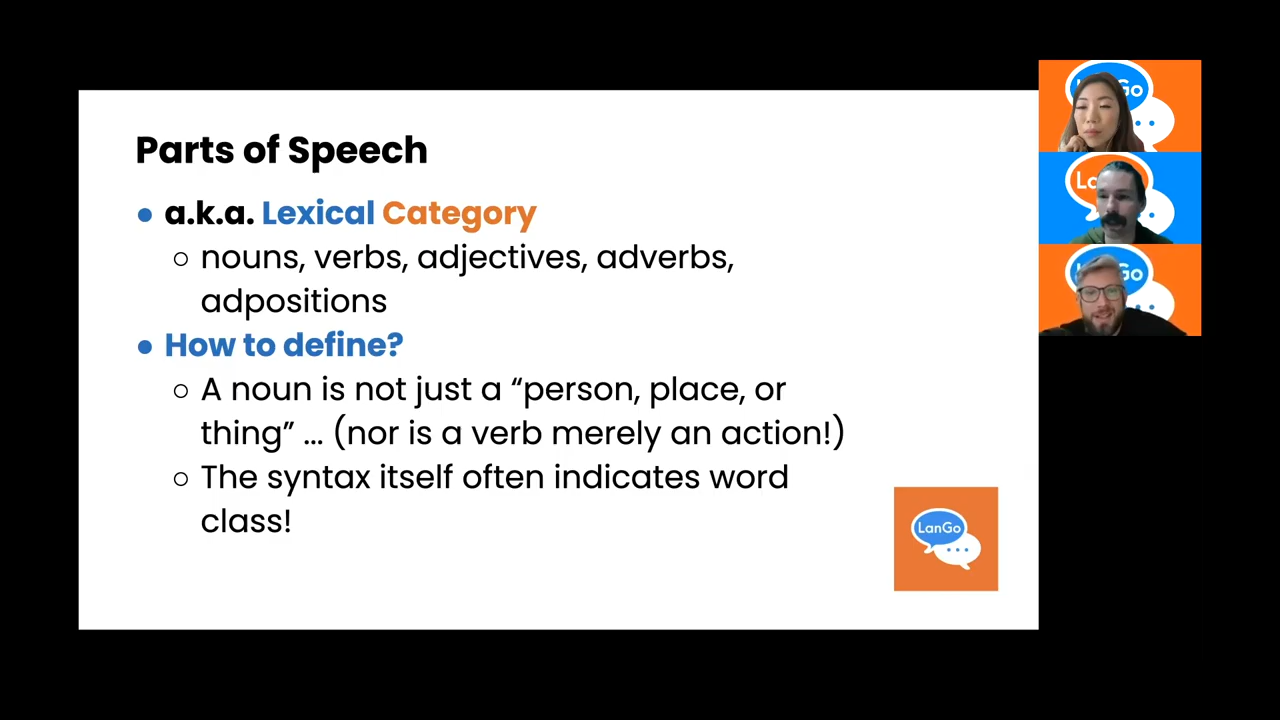 Parts of Speech
● a.k.a. Lexical Category
○ nouns, verbs, adjectives, adverbs,
adpositions
● How to define?
○ A noun is not just a “person, place, or
thing” ... (nor is a verb merely an action!)
○ The syntax itself often indicates word
class!
LanGo